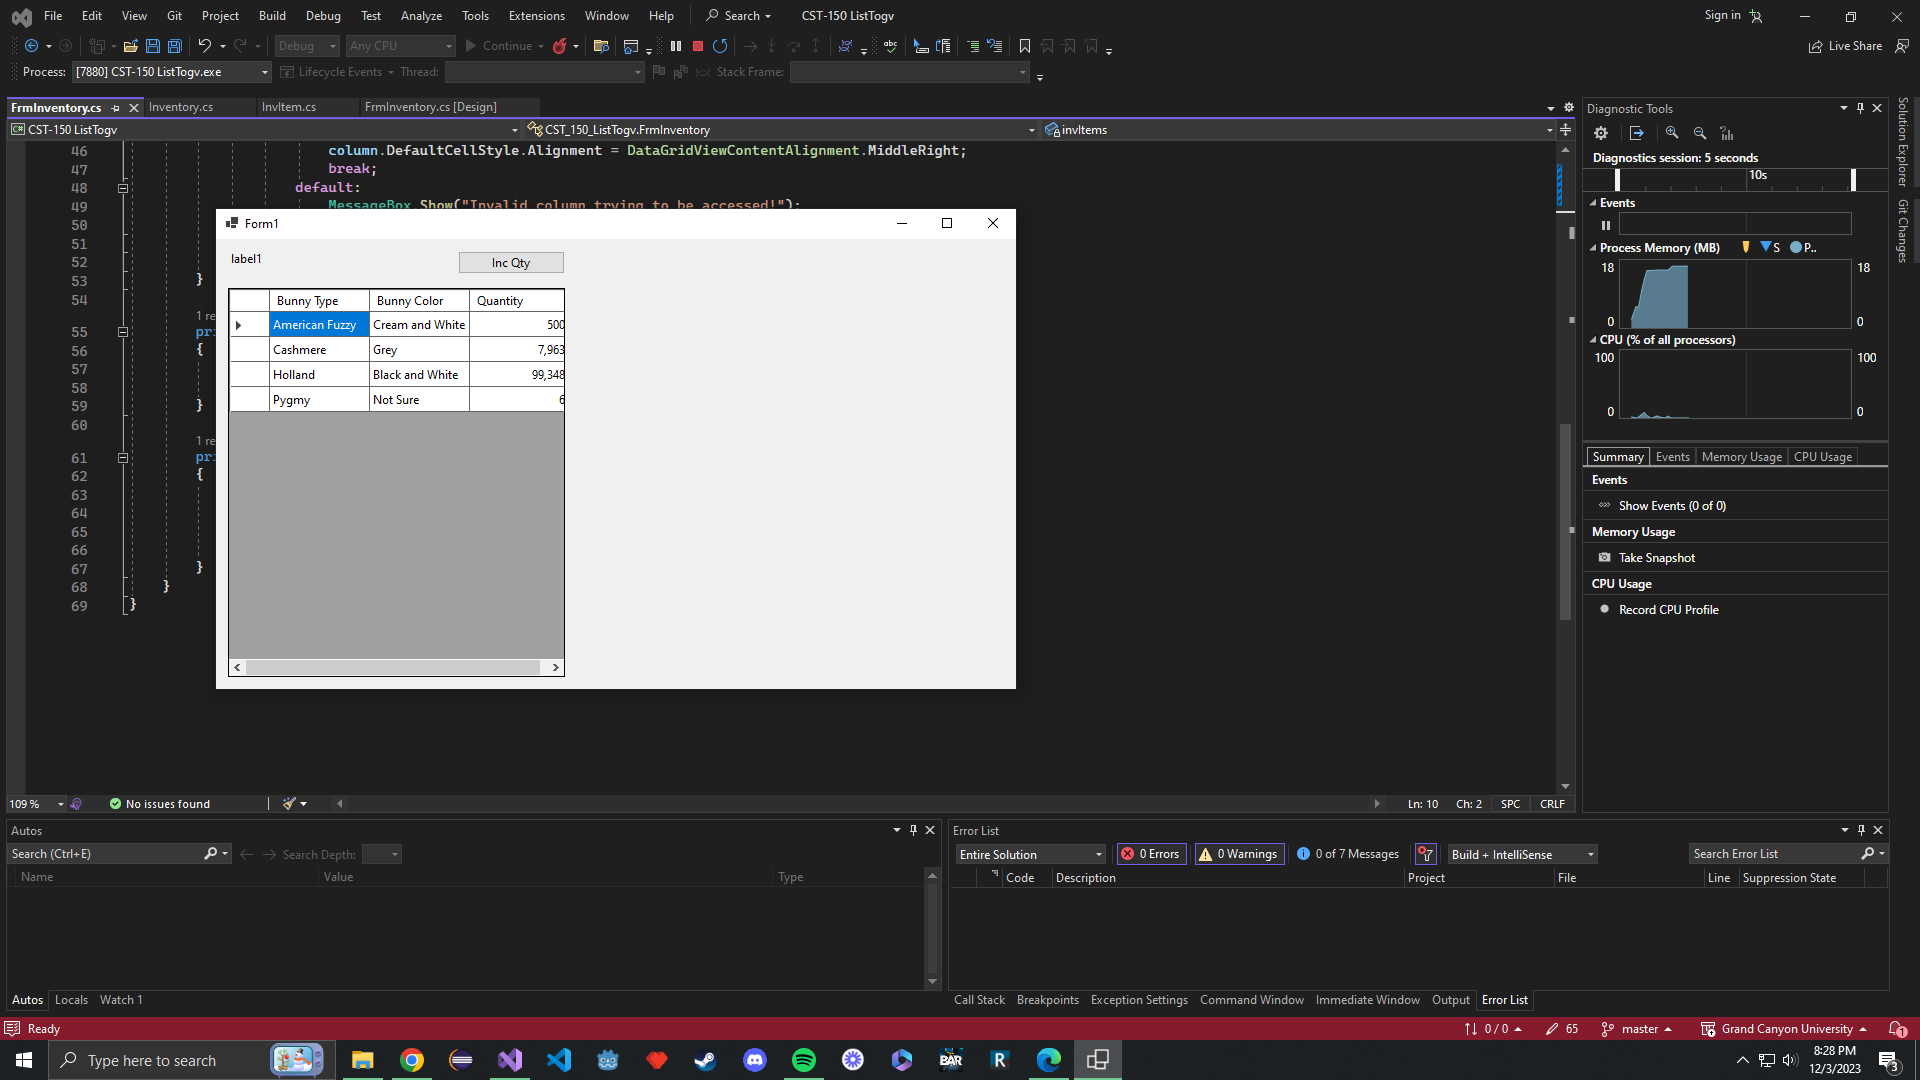 File Edit View Git Project Build Debug Test Analyze Tools Extensions Window Help Search CST-150 ListTogv Sign in
Debug Any CPU Continue Live Share
Process: [7880] CST-150 ListTogv.exe Lifecycle Events Thread: Stack Frame:
FrmInventory.cs Inventory.cs InvItem.cs FrmInventory.cs [Design]
CST-150 ListTogv CST_150_ListTogv.FrmInventory invItems
46 column.DefaultCellStyle.Alignment = DataGridViewContentAlignment.MiddleRight;
47 break;
48 default:
49 MessageBox.Show("Invalid column trying to be accessed!");
50
51
52
53 }
54
1 re
55 pri
56 {
57
58
59 }
60
1 re
61 pri
62 {
63
64
65
66
67 }
68 }
69 }
Form1
label1 Inc Qty
Bunny Type Bunny Color Quantity
American Fuzzy Cream and White 500
Cashmere Grey 7,963
Holland Black and White 99,348
Pygmy Not Sure 6
109 % No issues found Ln: 10 Ch: 2 SPC CRLF
Diagnostic Tools
Diagnostics session: 5 seconds
10s
Events
Process Memory (MB) S P..
18 18
0 0
CPU (% of all processors)
100 100
0 0
Summary Events Memory Usage CPU Usage
Events
Show Events (0 of 0)
Memory Usage
Take Snapshot
CPU Usage
Record CPU Profile
Solution Explorer
Git Changes
Autos
Search (Ctrl+E) Search Depth:
Name Value Type
Autos Locals Watch 1
Error List
Entire Solution 0 Errors 0 Warnings 0 of 7 Messages Build + IntelliSense Search Error List
Code Description Project File Line Suppression State
Call Stack Breakpoints Exception Settings Command Window Immediate Window Output Error List
Ready 0 / 0 65 master Grand Canyon University 1
Type here to search BAR R 8:28 PM
12/3/2023 3